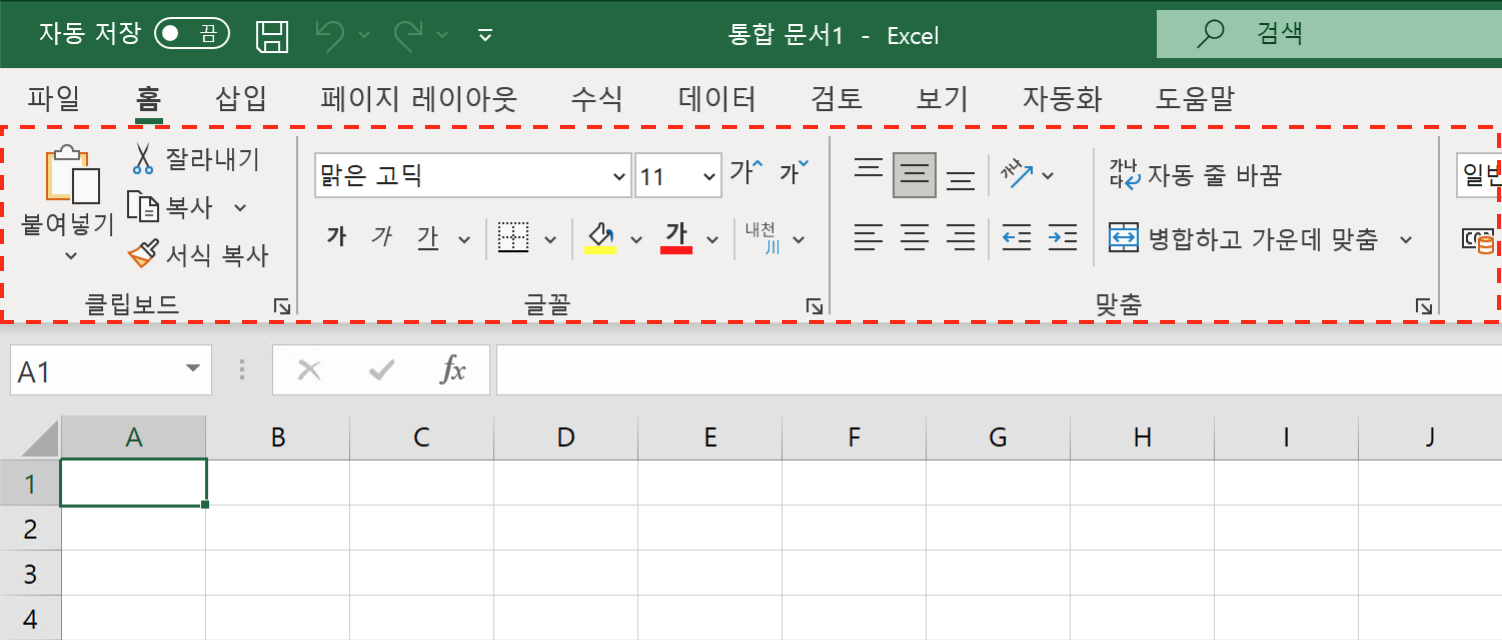 자동 저장 끔 통합 문서1 - Excel 검색
파일 홈 삽입 페이지 레이아웃 수식 데이터 검토 보기 자동화 도움말
붙여넣기
잘라내기
복사
서식 복사
클립보드
맑은 고딕 11 가 가
가 가 가 가 내천 川
글꼴
가나다 자동 줄 바꿈
병합하고 가운데 맞춤
맞춤
일반
A1 fx
A B C D E F G H I J
1
2
3
4